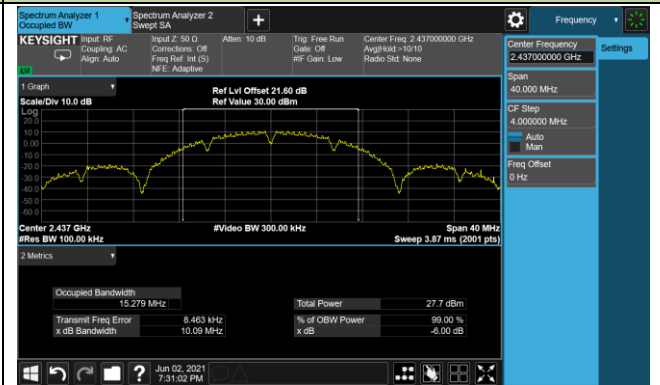 Spectrum Analyzer 1
Occupied BW
Spectrum Analyzer 2
Swept SA
+
Frequency
KEYSIGHT
Input: RF
Coupling: AC
Align: Auto
Input Z: 50 Ω
Corrections: Off
Freq Ref: Int (S)
NFE: Adaptive
Atten: 10 dB
Trig: Free Run
Gate: Off
#IF Gain: Low
Center Freq: 2.437000000 GHz
Avg|Hold:>10/10
Radio Std: None
Center Frequency
2.437000000 GHz
Settings
Span
40.000 MHz
CF Step
4.000000 MHz
Auto
Man
Freq Offset
0 Hz
1 Graph
Scale/Div 10.0 dB
Ref Lvl Offset 21.60 dB
Ref Value 30.00 dBm
Log
20.0
10.0
0.00
-10.0
-20.0
-30.0
-40.0
-50.0
-60.0
Center 2.437 GHz
#Res BW 100.00 kHz
#Video BW 300.00 kHz
Span 40 MHz
Sweep 3.87 ms (2001 pts)
2 Metrics
Occupied Bandwidth
15.279 MHz
Total Power 27.7 dBm
Transmit Freq Error 8.463 kHz
% of OBW Power 99.00 %
x dB Bandwidth 10.09 MHz
x dB -6.00 dB
?
Jun 02, 2021
7:31:02 PM